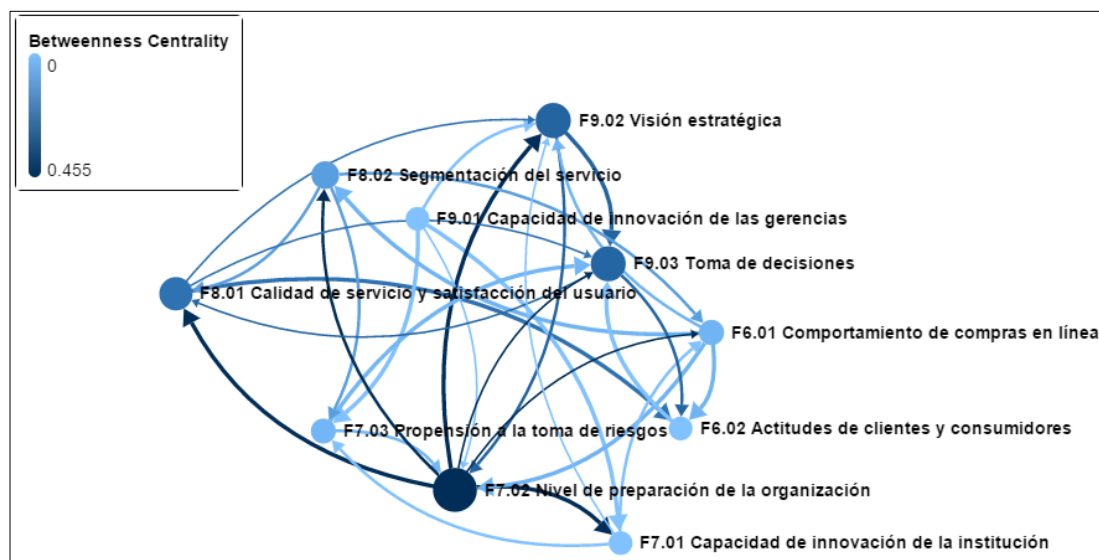 Betweenness Centrality
0
0.455
F9.02 Visión estratégica
F8.02 Segmentación del servicio
F9.01 Capacidad de innovación de las gerencias
F9.03 Toma de decisiones
F8.01 Calidad de servicio y satisfacción del usuario
F6.01 Comportamiento de compras en línea
F7.03 Propensión a la toma de riesgos
F6.02 Actitudes de clientes y consumidores
F7.02 Nivel de preparación de la organización
F7.01 Capacidad de innovación de la institución